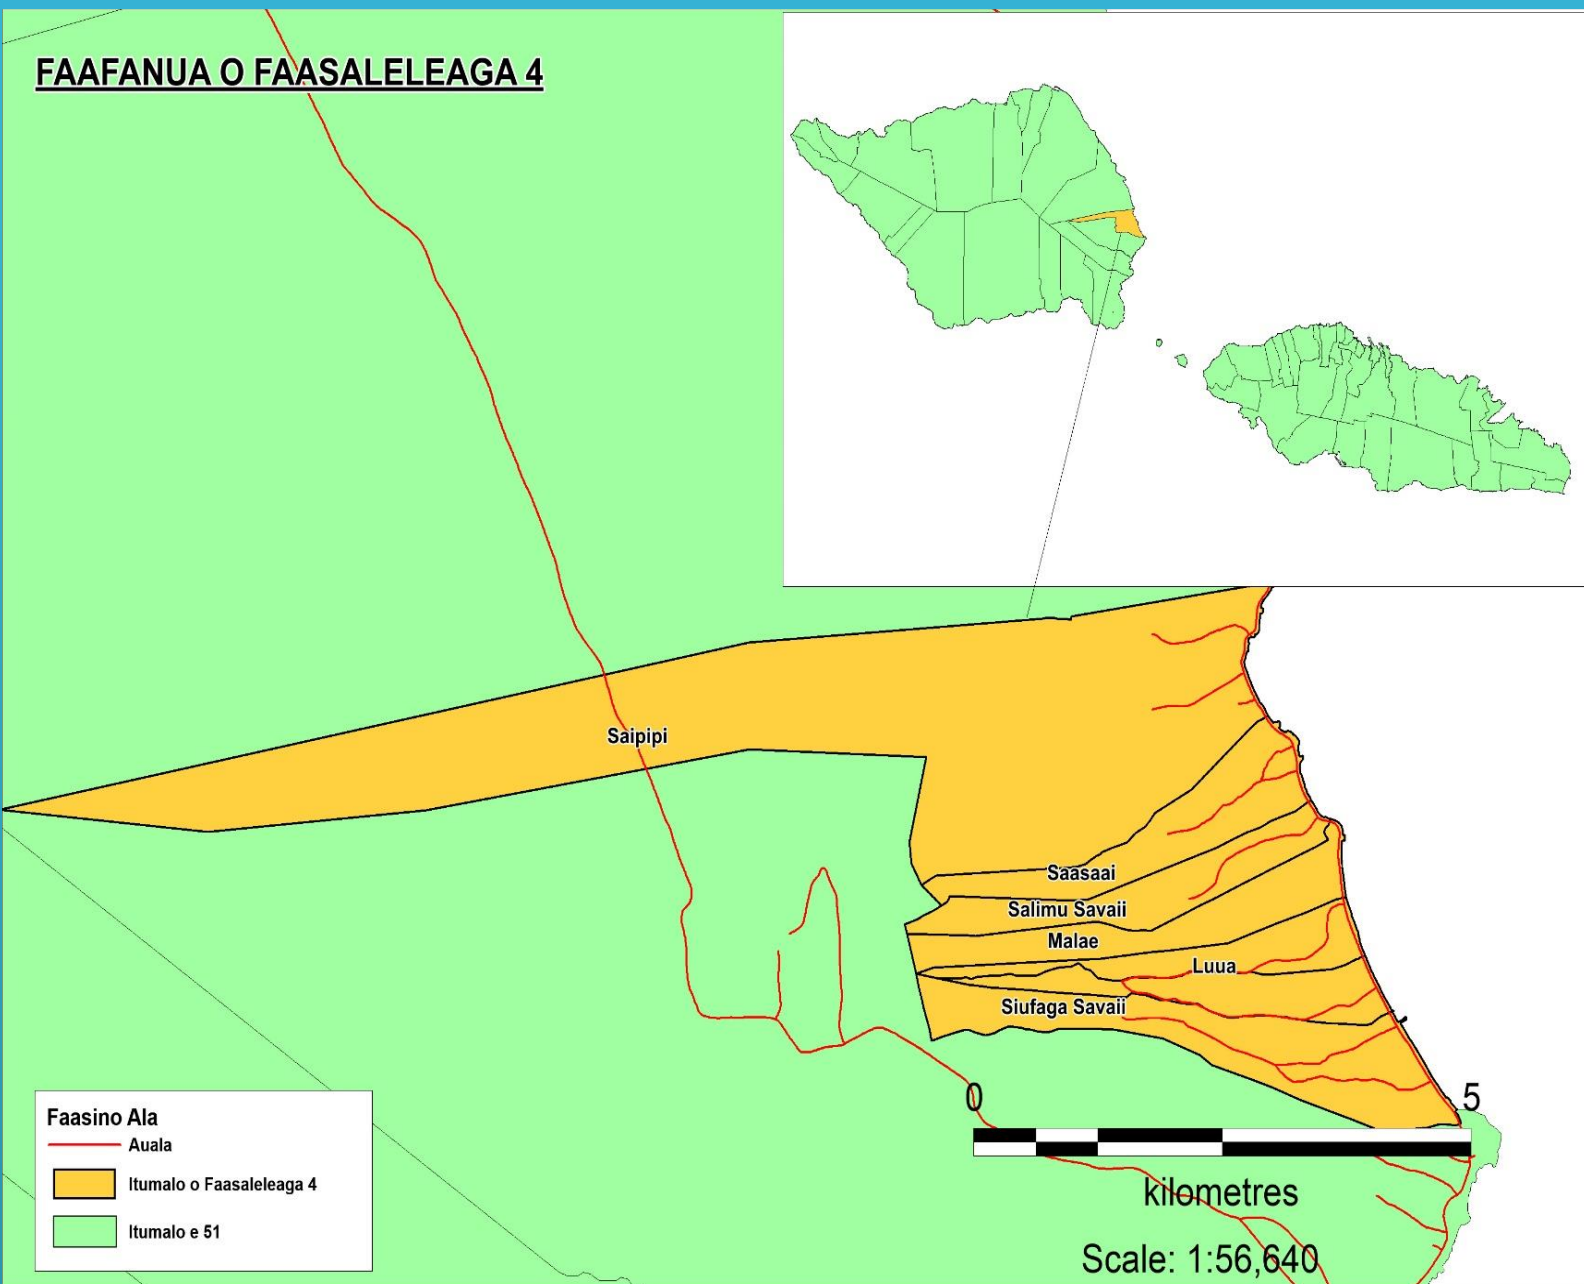 FAAFANUA O FAASALELEAGA 4
Saipipi
Saasaai
Salimu Savaii
Malae
Luua
Siufaga Savaii
Faasino Ala
Auala
Itumalo o Faasaleleaga 4
Itumalo e 51
0 5
kilometres
Scale: 1:56,640